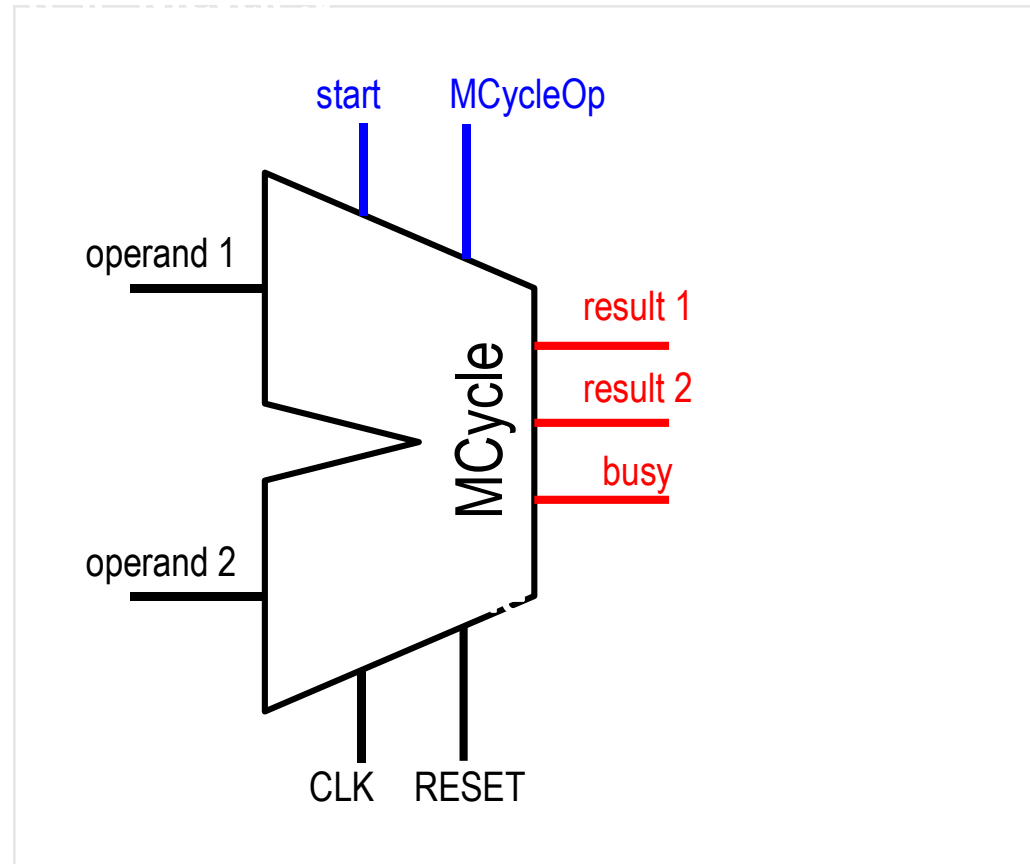 start MCycleOp
operand 1
result 1
MCycle
result 2
busy
operand 2
CLK RESET